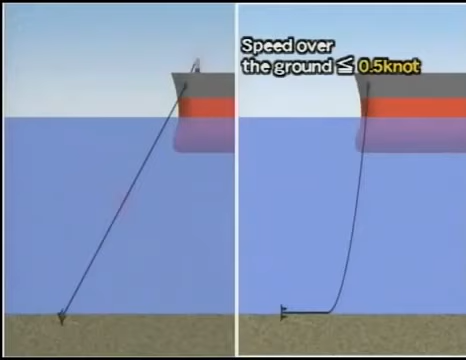 Speed over
the ground ≦ 0.5knot